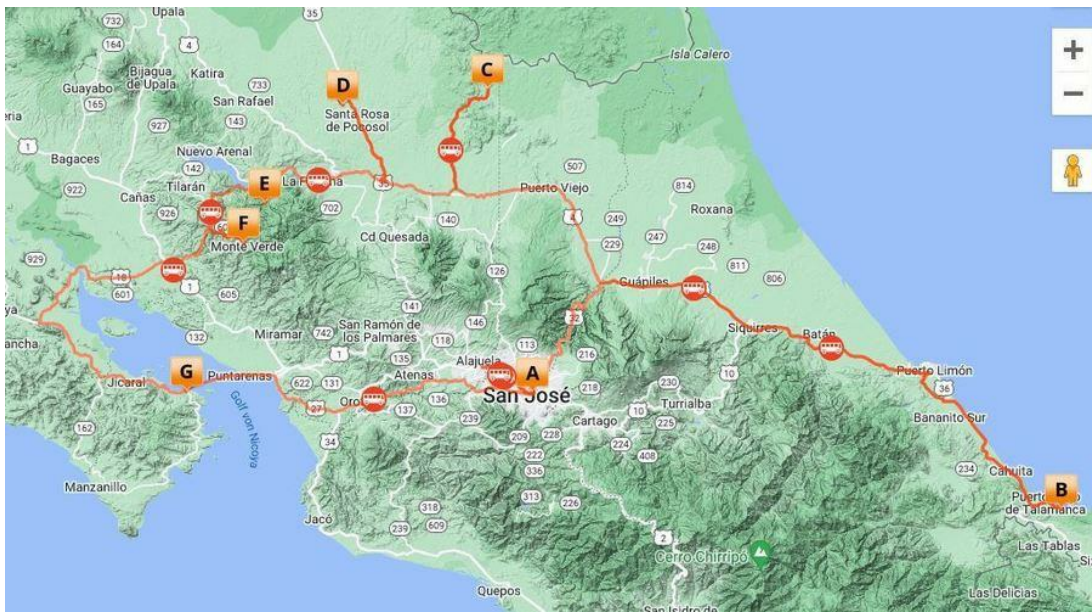 732
Upala
35
164
4
Bijagua
de Upala
Katira
Isla Calero
C
D
Guayabo
165
San Rafael
733
Santa Rosa
de Pocosol
927
143
1
Nuevo Arenal
Bagaces
142
Tilarán
E
La
35
507
922
Cañas
926
F
702
Puerto Viejo
814
Monte Verde
140
4
249
Roxana
Cd Quesada
229
247
929
18
248
601
1
605
126
Guápiles
811
806
141
132
Miramar
742
San Ramón de
los Palmares
146
32
Siquirres
Batán
118
113
1
135
Alajuela
216
G
Puntarenas
Atenas
A
10
Puerto Limón
Jicaral
622
131
San José
218
230
36
27
136
Turrialba
Bananito Sur
Golf von Nicoya
137
239
Cartago
10
225
162
34
209
228
224
408
234
Cahuita
222
B
336
Manzanillo
313
226
de Talamanca
318
Jacó
239
609
2
Las Tablas
Cerro Chirripó
Quepos
Las Delicias
San Isidro de